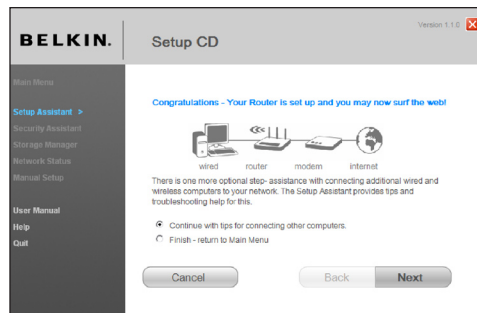 Version 1.1.0
BELKIN.
Setup CD
Main Menu
Setup Assistant >
Security Assistant
Storage Manager
Network Status
Manual Setup
User Manual
Help
Quit
Congratulations - Your Router is set up and you may now surf the web!
wired router modem internet
There is one more optional step- assistance with connecting additional wired and
wireless computers to your network. The Setup Assistant provides tips and
troubleshooting help for this.
Continue with tips for connecting other computers.
Finish - return to Main Menu
Cancel
Back
Next